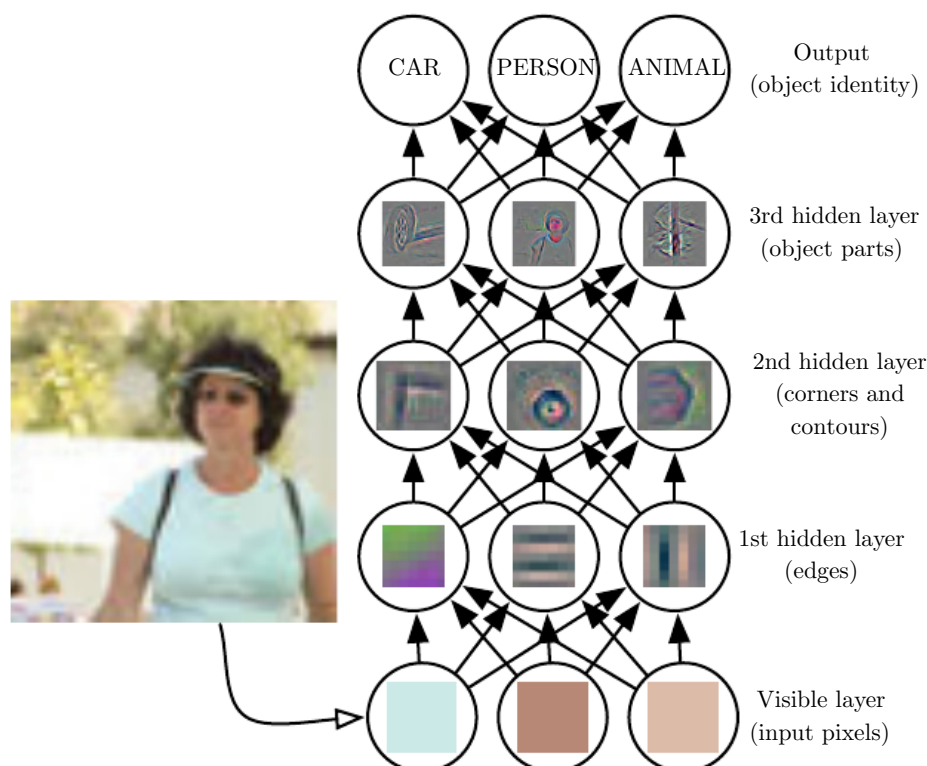 CAR PERSON ANIMAL
Output
(object identity)
3rd hidden layer
(object parts)
2nd hidden layer
(corners and
contours)
1st hidden layer
(edges)
Visible layer
(input pixels)